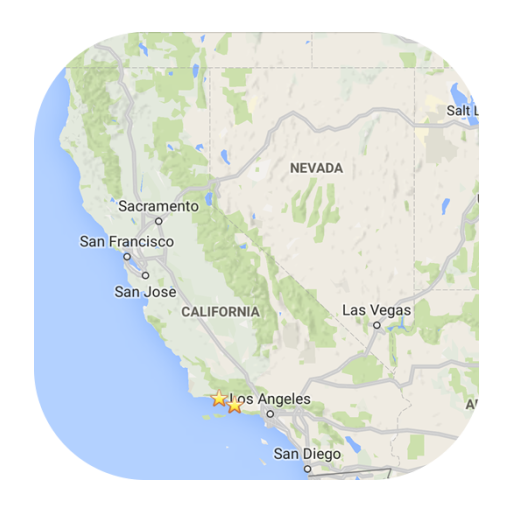 Salt L
NEVADA
Sacramento
San Francisco
San Jose
CALIFORNIA
Las Vegas
Los Angeles
San Diego